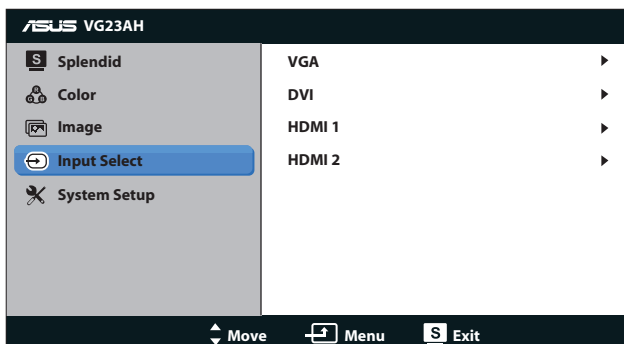 ASUS VG23AH
S Splendid
Color
Image
Input Select
System Setup
VGA
DVI
HDMI 1
HDMI 2
Move Menu S Exit